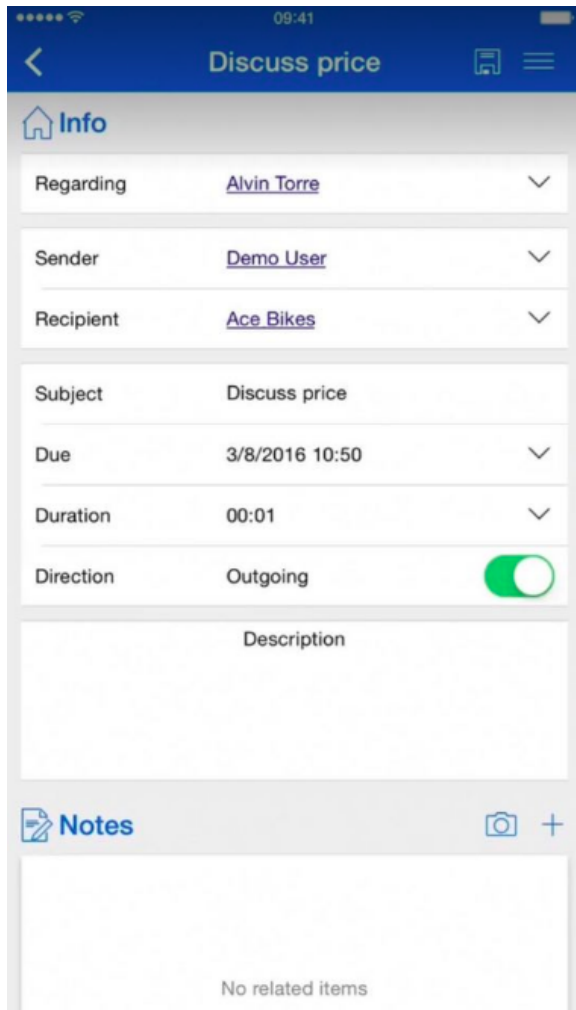 09:41
Discuss price
Info
Regarding Alvin Torre
Sender Demo User
Recipient Ace Bikes
Subject Discuss price
Due 3/8/2016 10:50
Duration 00:01
Direction Outgoing
Description
Notes
No related items